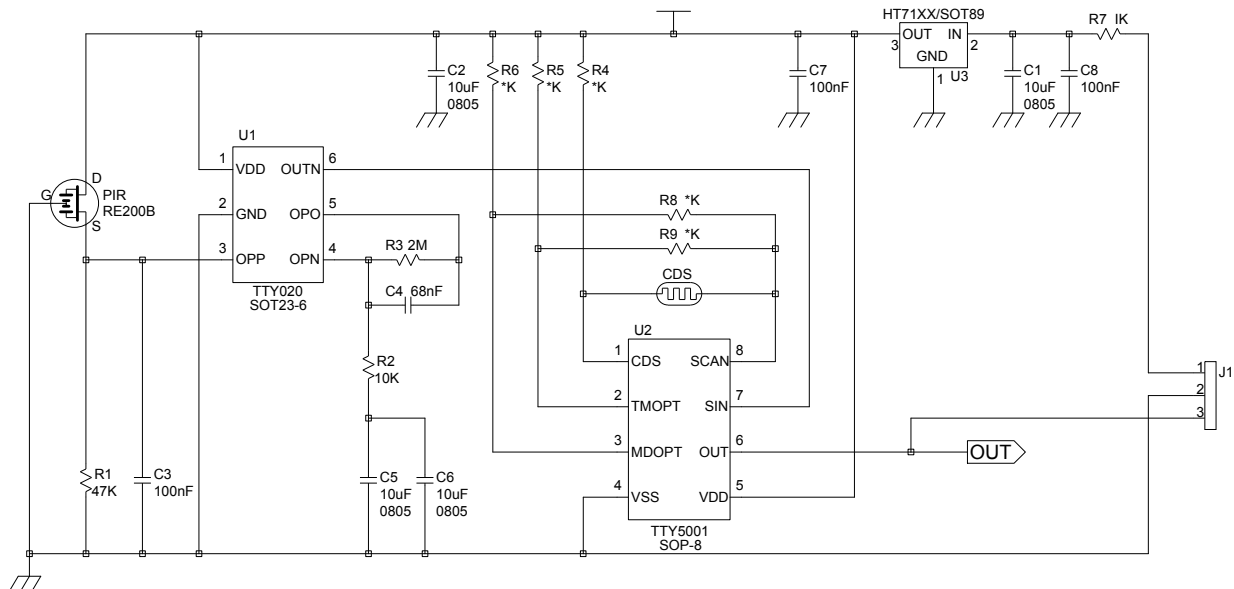 HT71XX/SOT89
R7 1K
3 OUT IN 2
GND
1 U3
C2
10uF
0805
R6
*K
R5
*K
R4
*K
C7
100nF
C1
10uF
0805
C8
100nF
U1
1 VDD OUTN 6
2 GND OPO 5
3 OPP OPN 4
TTY020
SOT23-6
D
G
S
PIR
RE200B
R3 2M
C4 68nF
R8 *K
R9 *K
CDS
U2
1 CDS SCAN 8
2 TMOPT SIN 7
3 MDOPT OUT 6
4 VSS VDD 5
TTY5001
SOP-8
R2
10K
1
2
3
J1
OUT
R1
47K
C3
100nF
C5
10uF
0805
C6
10uF
0805